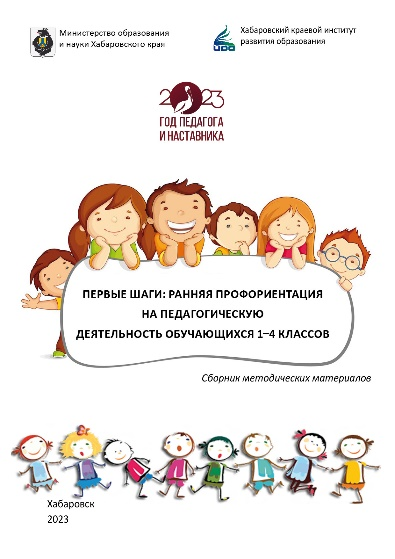 Министерство образования
и науки Хабаровского края
Хабаровский краевой институт
развития образования
2023
ГОД ПЕДАГОГА
И НАСТАВНИКА
ПЕРВЫЕ ШАГИ: РАННЯЯ ПРОФОРИЕНТАЦИЯ
НА ПЕДАГОГИЧЕСКУЮ
ДЕЯТЕЛЬНОСТЬ ОБУЧАЮЩИХСЯ 1–4 КЛАССОВ
Сборник методических материалов
Хабаровск
2023